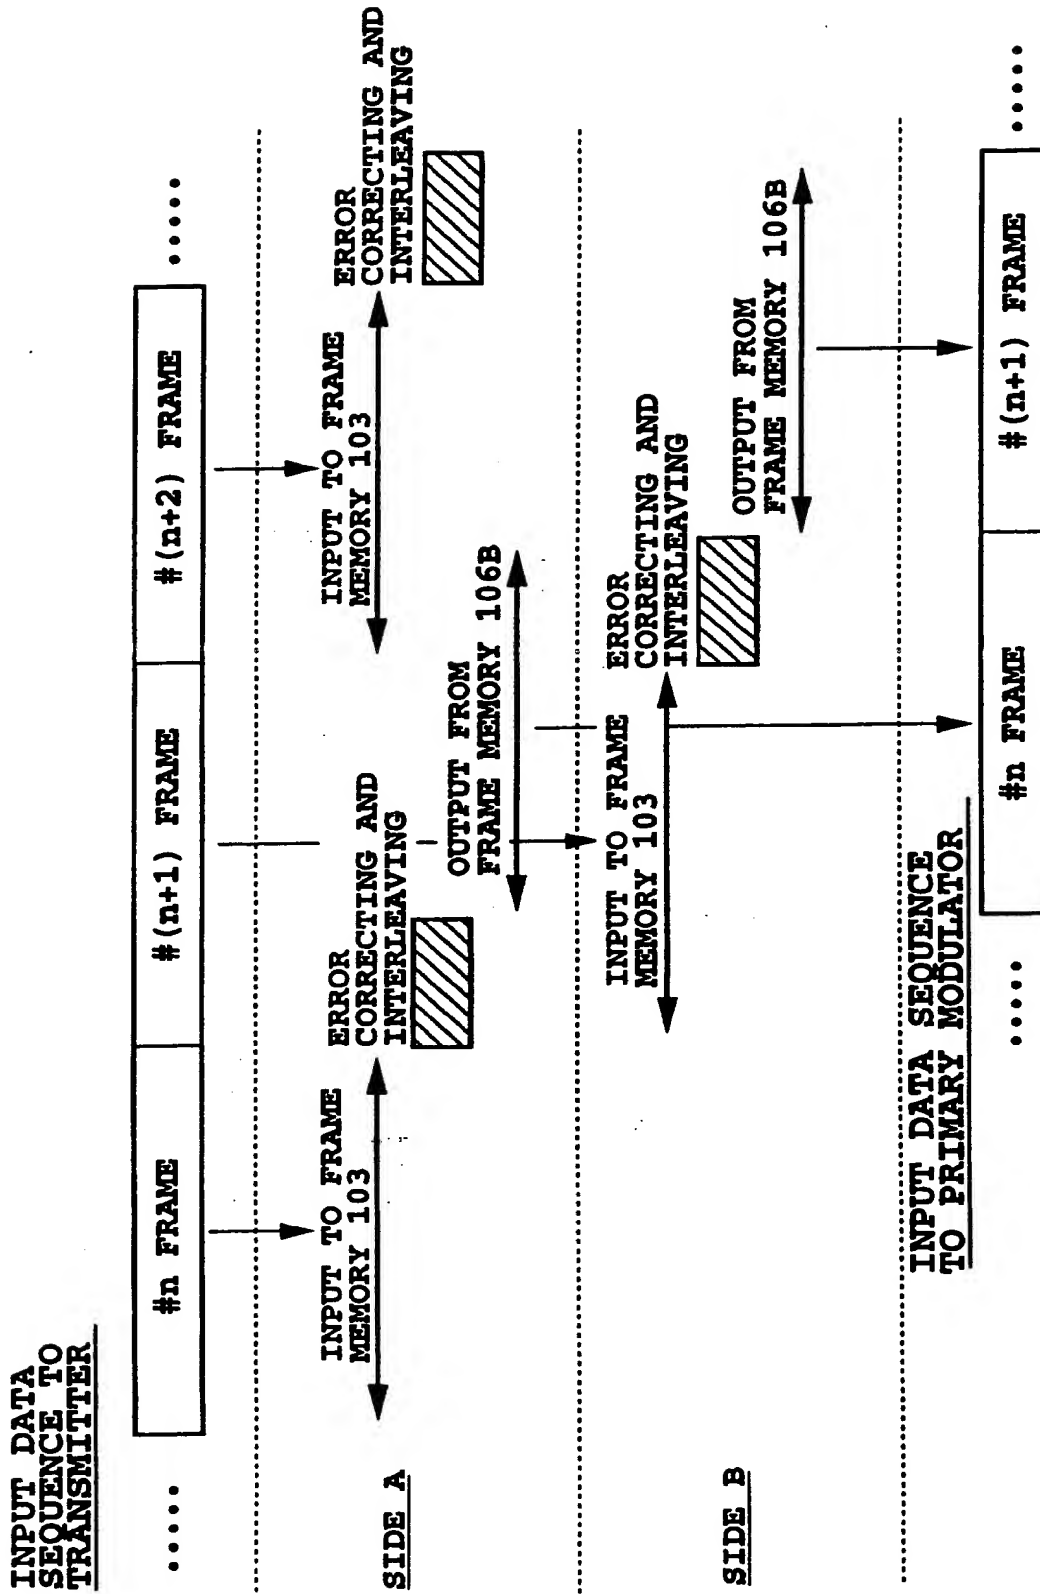 INPUT DATA
SEQUENCE TO
TRANSMITTER
.....
#n FRAME
#(n+1) FRAME
#(n+2) FRAME
.....
SIDE A
INPUT TO FRAME
MEMORY 103
ERROR
CORRECTING AND
INTERLEAVING
OUTPUT FROM
FRAME MEMORY 106B
INPUT TO FRAME
MEMORY 103
ERROR
CORRECTING AND
INTERLEAVING
SIDE B
INPUT TO FRAME
MEMORY 103
ERROR
CORRECTING AND
INTERLEAVING
OUTPUT FROM
FRAME MEMORY 106B
INPUT DATA SEQUENCE
TO PRIMARY MODULATOR
.....
#n FRAME
#(n+1) FRAME
......